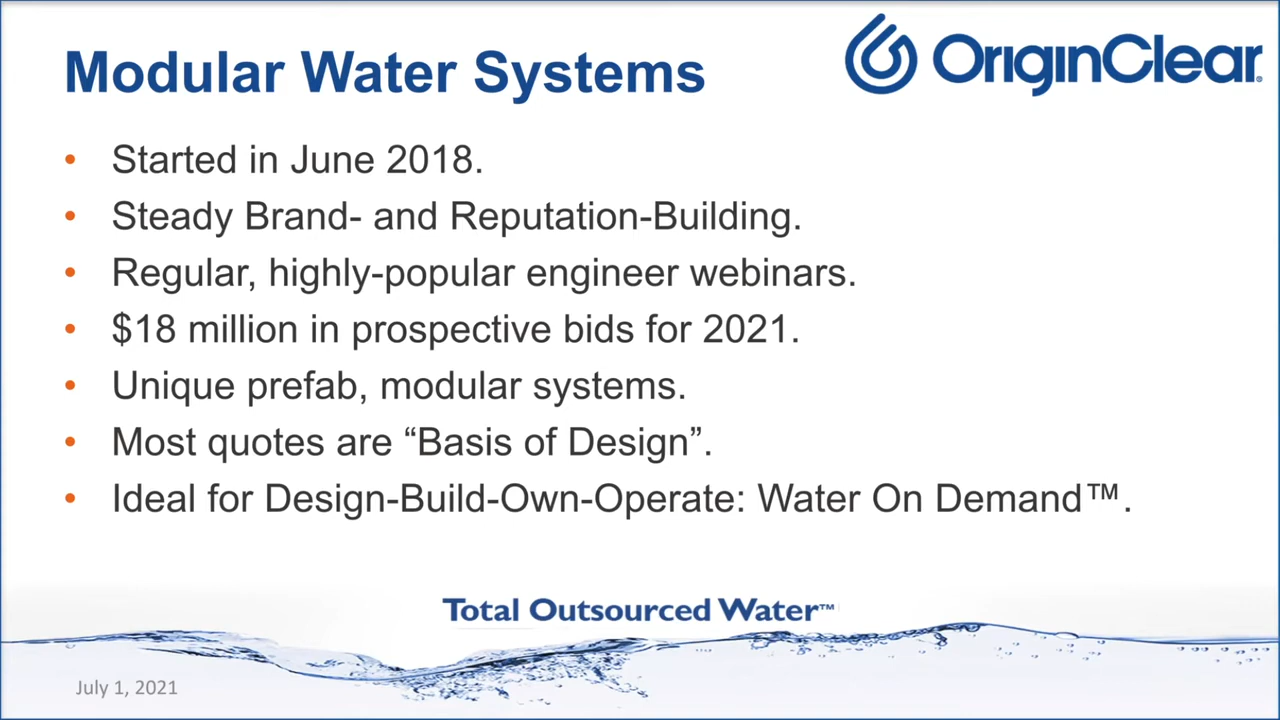 Modular Water Systems
OriginClear®
• Started in June 2018.
• Steady Brand- and Reputation-Building.
• Regular, highly-popular engineer webinars.
• $18 million in prospective bids for 2021.
• Unique prefab, modular systems.
• Most quotes are “Basis of Design”.
• Ideal for Design-Build-Own-Operate: Water On Demand™.
Total Outsourced Water™
July 1, 2021